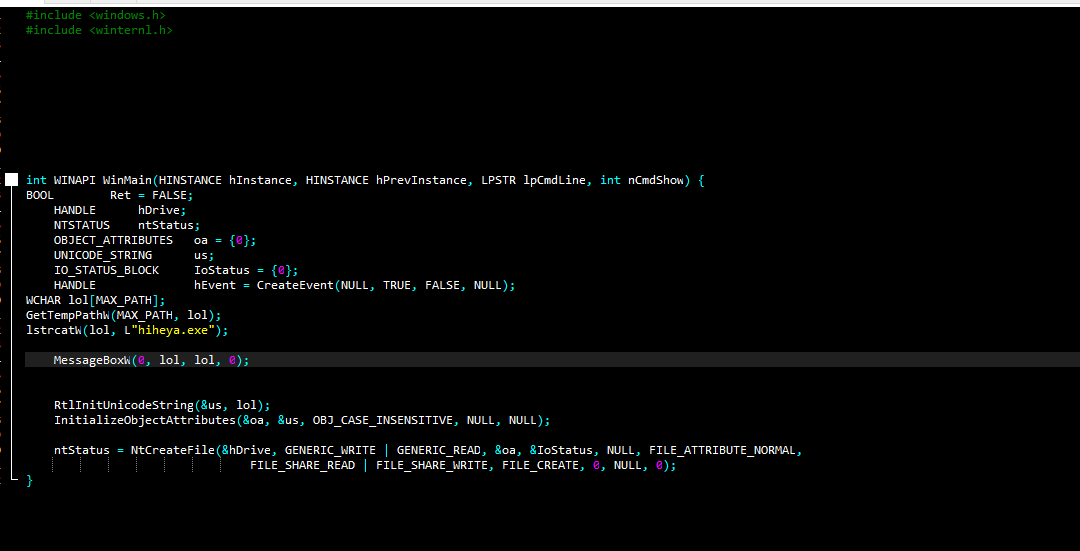 #include <windows.h>
#include <winternl.h>
int WINAPI WinMain(HINSTANCE hInstance, HINSTANCE hPrevInstance, LPSTR lpCmdLine, int nCmdShow) {
BOOL Ret = FALSE;
HANDLE hDrive;
NTSTATUS ntStatus;
OBJECT_ATTRIBUTES oa = {0};
UNICODE_STRING us;
IO_STATUS_BLOCK IoStatus = {0};
HANDLE hEvent = CreateEvent(NULL, TRUE, FALSE, NULL);
WCHAR lol[MAX_PATH];
GetTempPathW(MAX_PATH, lol);
lstrcatW(lol, L"hiheya.exe");
MessageBoxW(0, lol, lol, 0);
RtlInitUnicodeString(&us, lol);
InitializeObjectAttributes(&oa, &us, OBJ_CASE_INSENSITIVE, NULL, NULL);
ntStatus = NtCreateFile(&hDrive, GENERIC_WRITE | GENERIC_READ, &oa, &IoStatus, NULL, FILE_ATTRIBUTE_NORMAL,
FILE_SHARE_READ | FILE_SHARE_WRITE, FILE_CREATE, 0, NULL, 0);
}